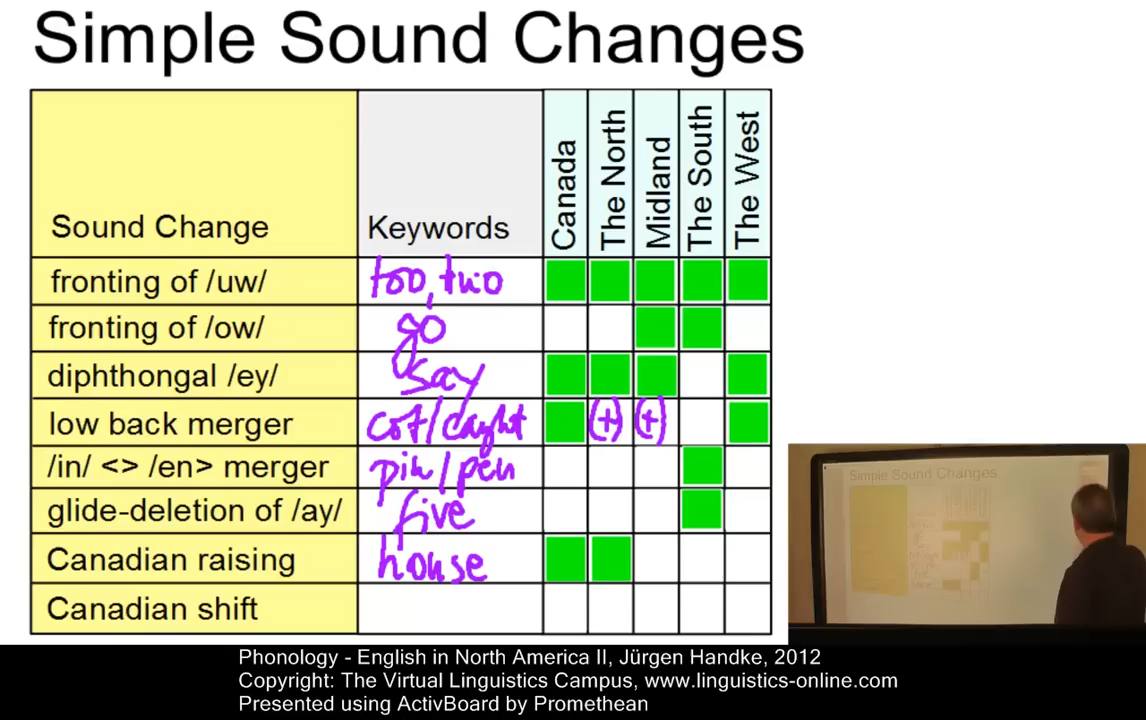 Simple Sound Changes
Sound Change Keywords Canada The North Midland The South The West
fronting of /uw/ too, two
fronting of /ow/ go
diphthongal /ey/ say
low back merger cot/caught (+) (+)
/in/ <> /en> merger pin/pen
glide-deletion of /ay/ five
Canadian raising house
Canadian shift
Simple Sound Changes
Phonology - English in North America II, Jürgen Handke, 2012
Copyright: The Virtual Linguistics Campus, www.linguistics-online.com
Presented using ActivBoard by Promethean